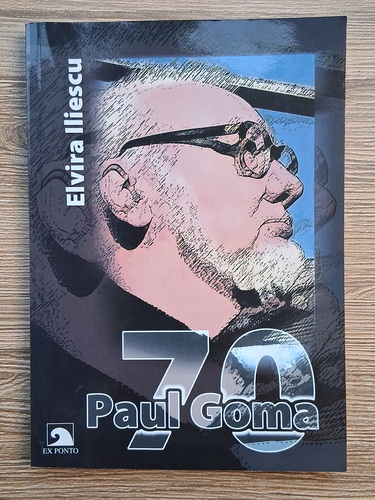 Elvira Iliescu
70
Paul Goma
EX PONTO